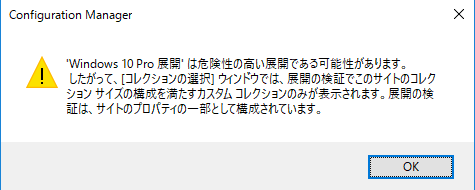 Configuration Manager
'Windows 10 Pro 展開' は危険性の高い展開である可能性があります。
したがって、[コレクションの選択] ウィンドウでは、展開の検証でこのサイトのコレク
ション サイズの構成を満たすカスタム コレクションのみが表示されます。展開の検
証は、サイトのプロパティの一部として構成されています。
OK